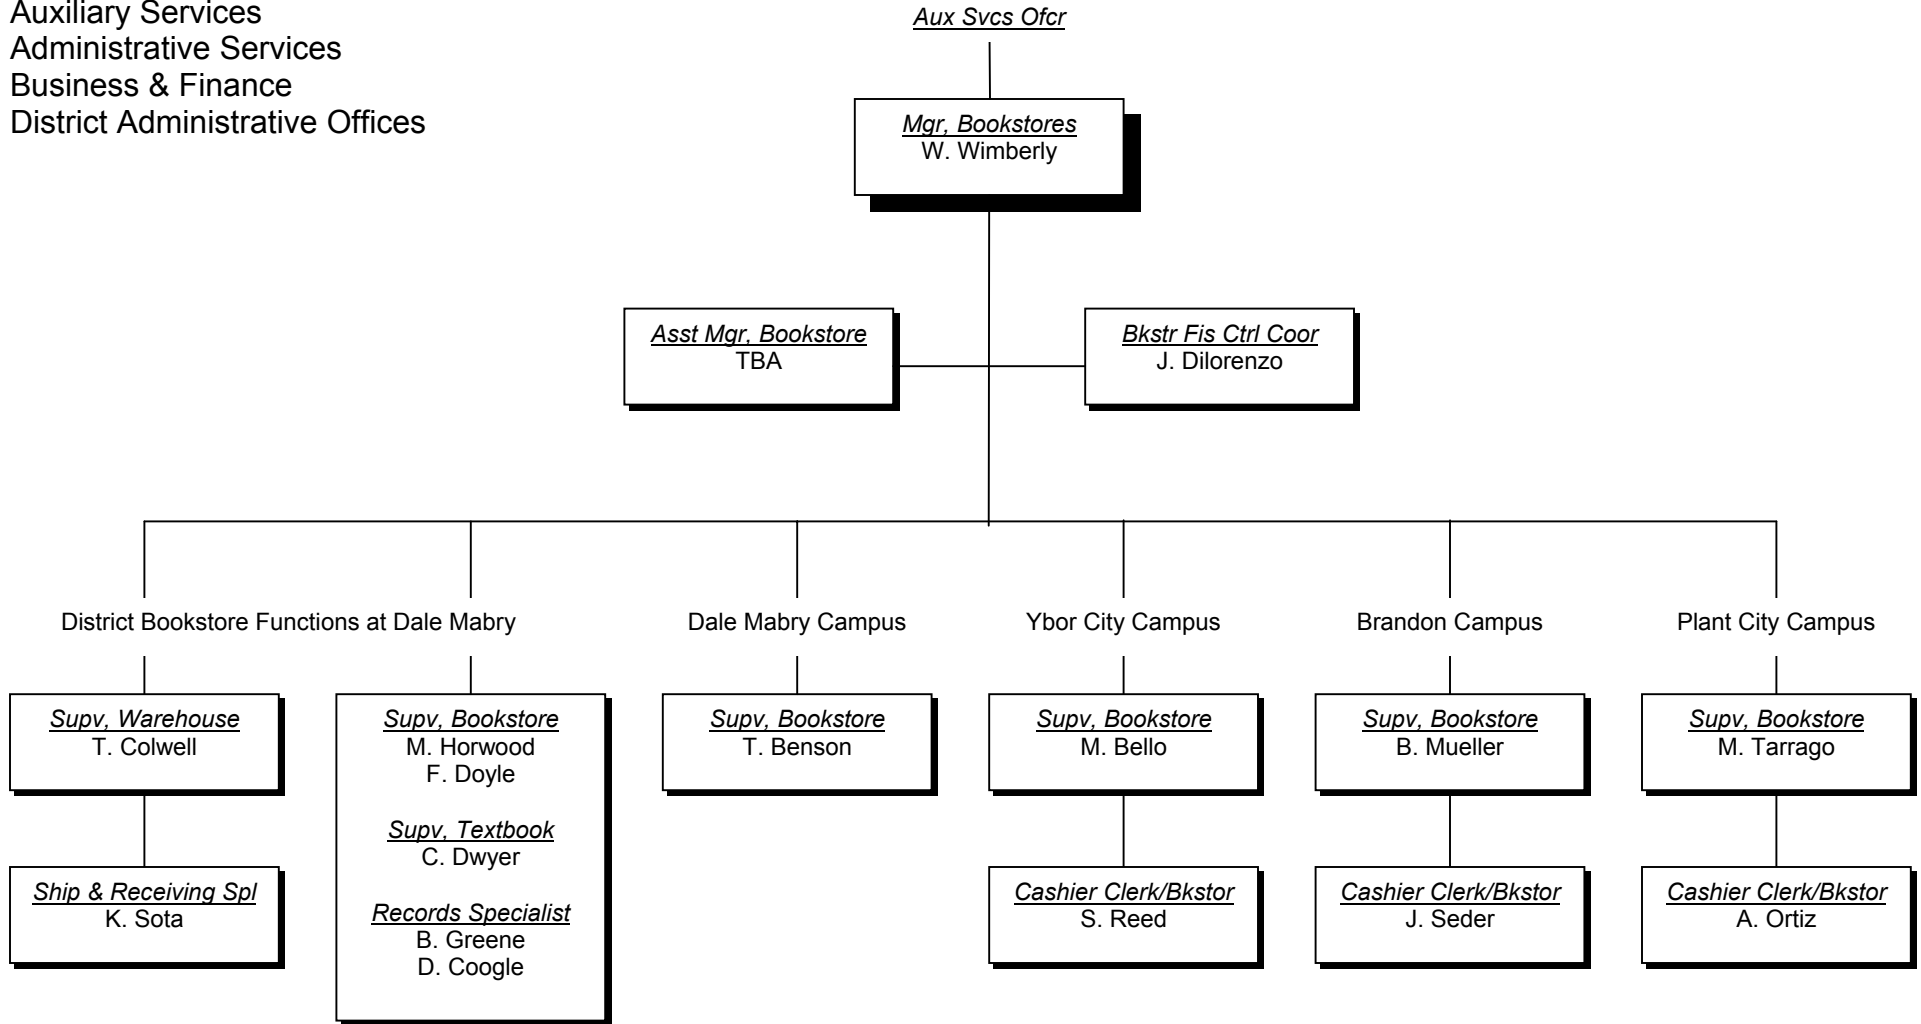 Auxiliary Services
Administrative Services
Business & Finance
District Administrative Offices
Aux Svcs Ofcr
Mgr, Bookstores
W. Wimberly
Asst Mgr, Bookstore
TBA
Bkstr Fis Ctrl Coor
J. Dilorenzo
District Bookstore Functions at Dale Mabry
Dale Mabry Campus
Ybor City Campus
Brandon Campus
Plant City Campus
Supv, Warehouse
T. Colwell
Ship & Receiving Spl
K. Sota
Supv, Bookstore
M. Horwood
F. Doyle
Supv, Textbook
C. Dwyer
Records Specialist
B. Greene
D. Coogle
Supv, Bookstore
T. Benson
Supv, Bookstore
M. Bello
Cashier Clerk/Bkstor
S. Reed
Supv, Bookstore
B. Mueller
Cashier Clerk/Bkstor
J. Seder
Supv, Bookstore
M. Tarrago
Cashier Clerk/Bkstor
A. Ortiz